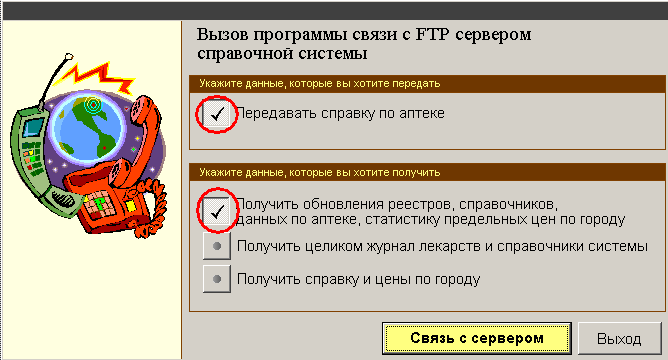 Вызов программы связи с FTP сервером
справочной системы
Укажите данные, которые вы хотите передать
Передавать справку по аптеке
Укажите данные, которые вы хотите получить
Получить обновления реестров, справочников,
данных по аптеке, статистику предельных цен по городу
Получить целиком журнал лекарств и справочники системы
Получить справку и цены по городу
Связь с сервером
Выход